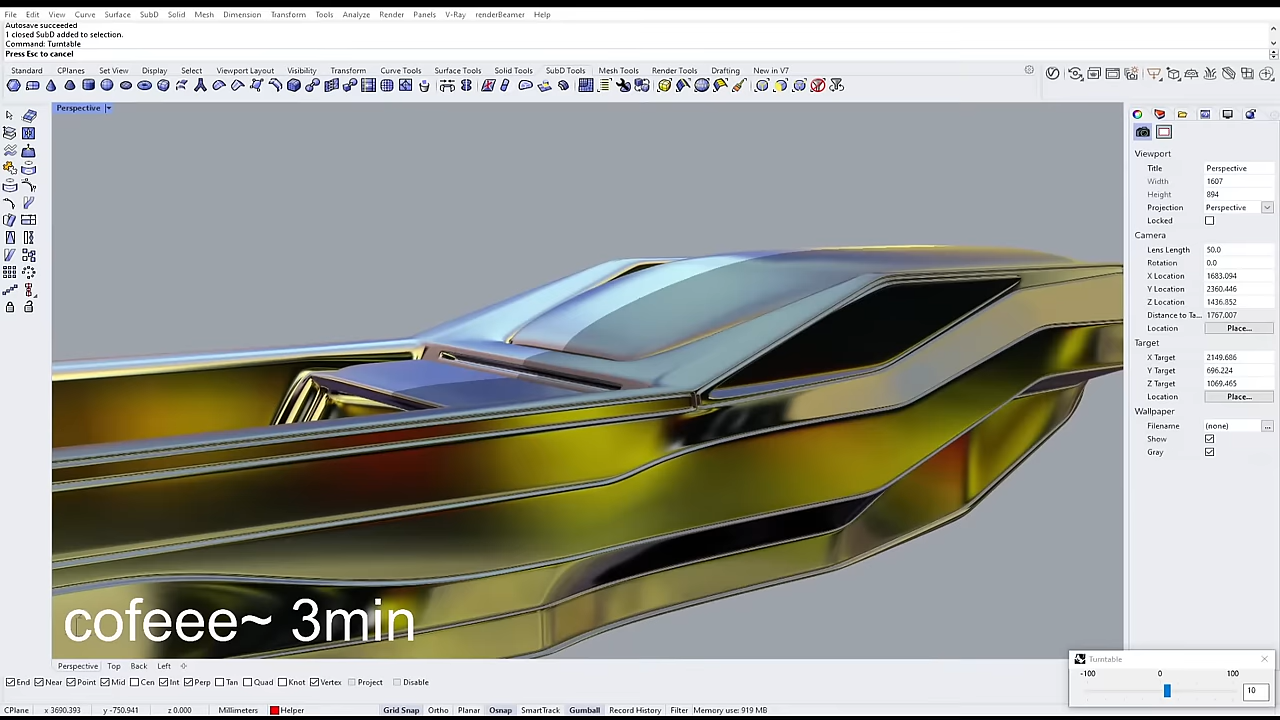 File Edit View Curve Surface SubD Solid Mesh Dimension Transform Tools Analyze Render Panels V-Ray renderBeamer Help
Autosave succeeded
1 closed SubD added to selection.
Command: Turntable
Press Esc to cancel
Standard CPlanes Set View Display Select Viewport Layout Visibility Transform Curve Tools Surface Tools Solid Tools SubD Tools Mesh Tools Render Tools Drafting New in V7
Perspective
Viewport
Title Perspective
Width 1607
Height 894
Projection Perspective
Locked
Camera
Lens Length 50.0
Rotation 0.0
X Location 1683.094
Y Location 2360.446
Z Location 1436.852
Distance to Ta... 1767.007
Location Place...
Target
X Target 2149.686
Y Target 696.224
Z Target 1069.465
Location Place...
Wallpaper
Filename (none) ...
Show
Gray
cofeee~ 3min
Turntable
-100 0 100
10
Perspective Top Back Left
End Near Point Mid Cen Int Perp Tan Quad Knot Vertex Project Disable
CPlane x 3690.393 y -750.941 z 0.000 Millimeters Helper Grid Snap Ortho Planar Osnap SmartTrack Gumball Record History Filter Memory use: 919 MB